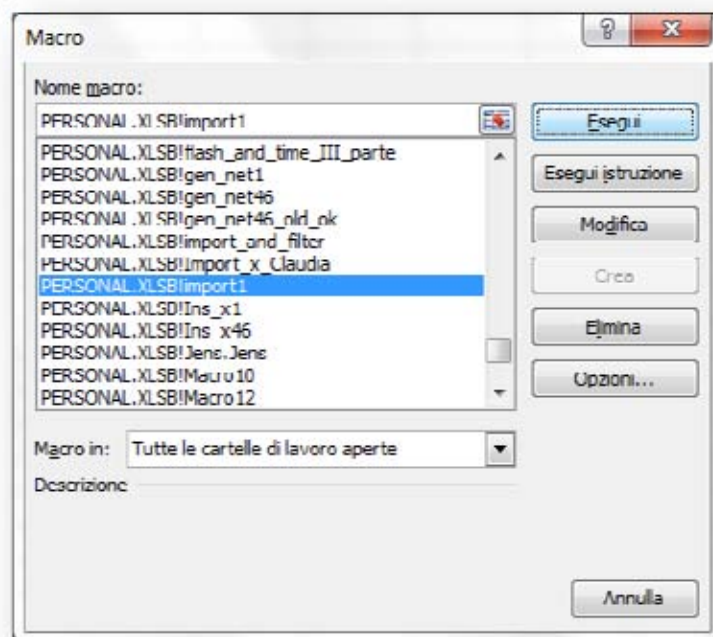 Macro
Nome macro:
PERSONAL.XLSB!import1
PERSONAL.XLSB!flash_and_time_III_parte
PERSONAL.XLSB!gen_net1
PERSONAL.XLSB!gen_net46
PERSONAL.XLSB!gen_net46_old_ok
PERSONAL.XLSB!import_and_filter
PERSONAL.XLSB!Import_x_Claudia
PERSONAL.XLSB!import1
PERSONAL.XLSB!Ins_x1
PERSONAL.XLSB!Ins_x46
PERSONAL.XLSB!Jens.Jens
PERSONAL.XLSB!Macro10
PERSONAL.XLSB!Macro12
Esegui
Esegui istruzione
Modifica
Crea
Elimina
Opzioni...
Macro in: Tutte le cartelle di lavoro aperte
Descrizione
Annulla